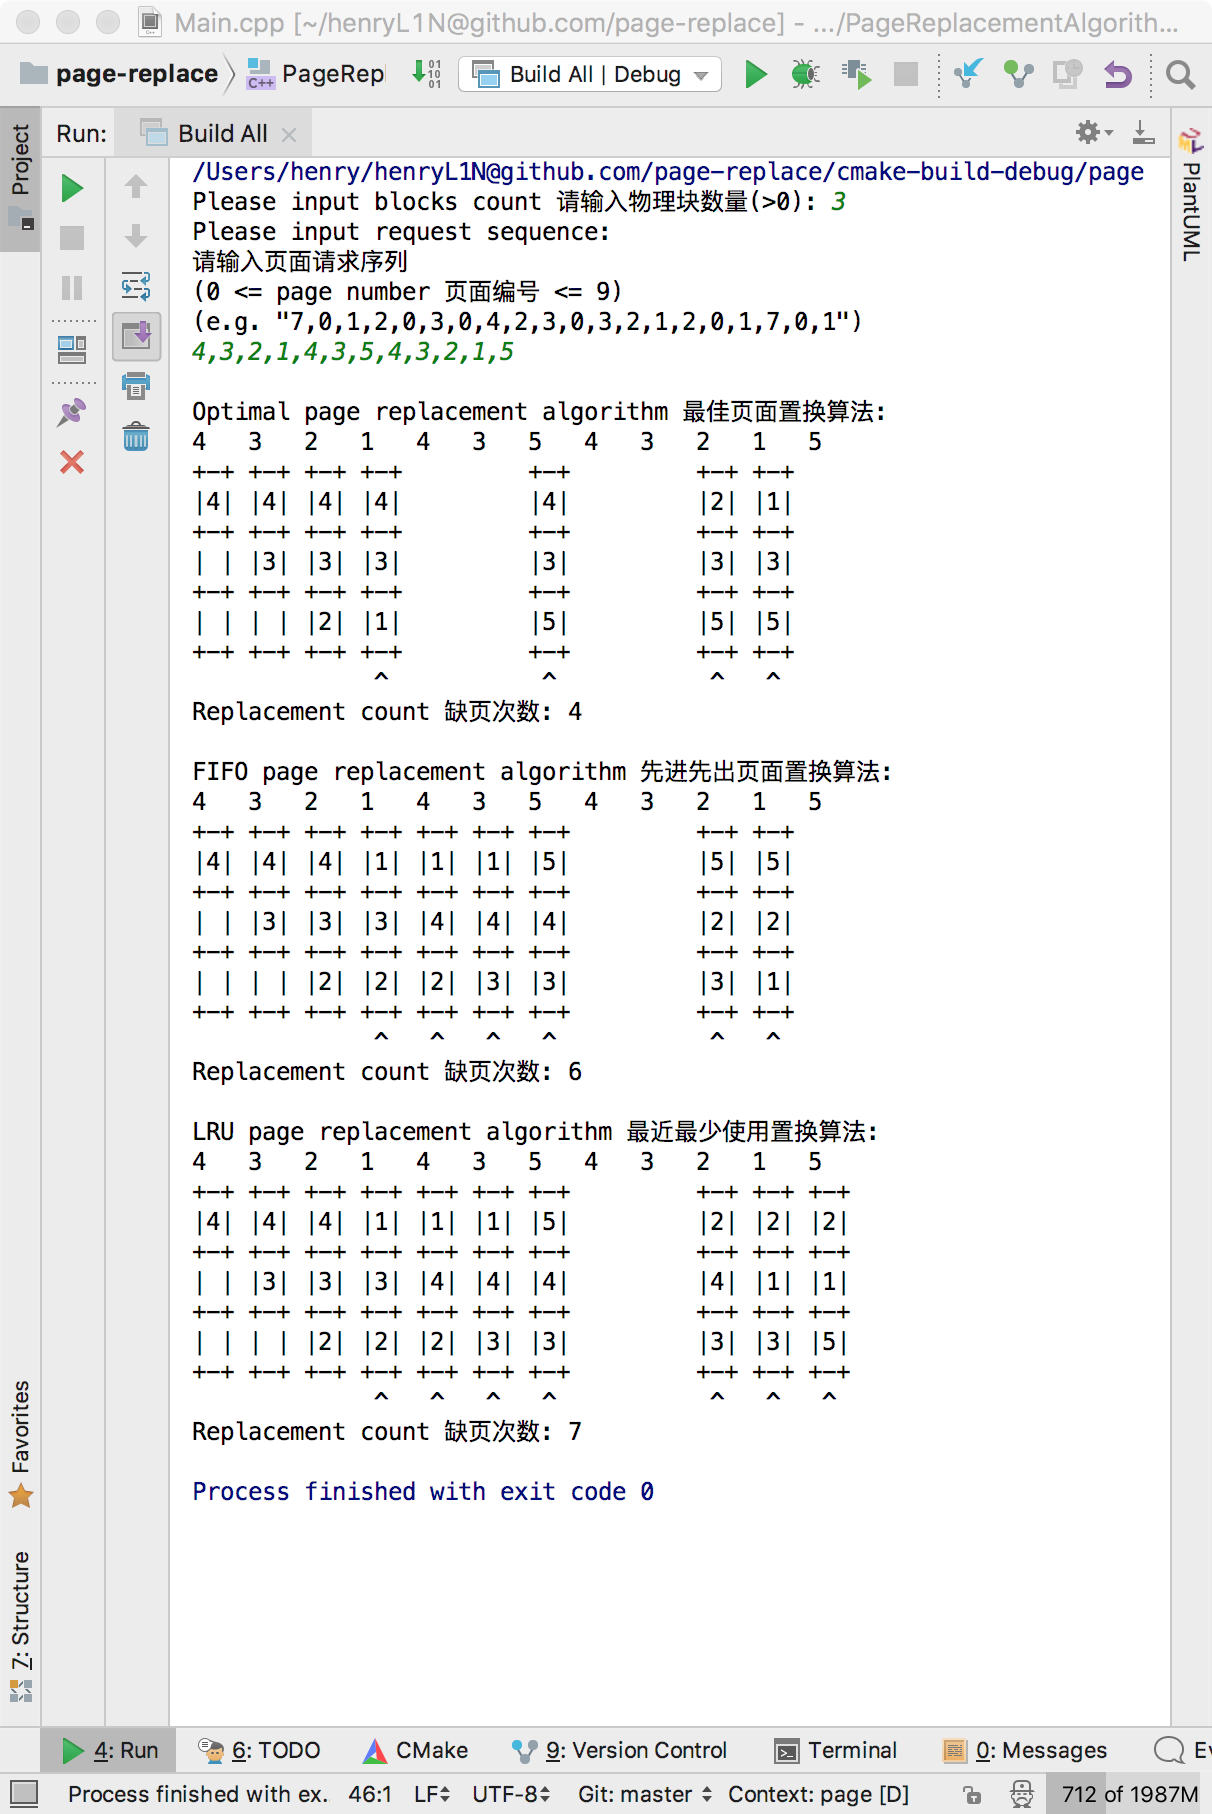 Main.cpp [~/henryL1N@github.com/page-replace] - .../PageReplacementAlgorith...
page-replace PageRep Build All | Debug
Run: Build All
Project
PlantUML
/Users/henry/henryL1N@github.com/page-replace/cmake-build-debug/page
Please input blocks count 请输入物理块数量(>0): 3
Please input request sequence:
请输入页面请求序列
(0 <= page number 页面编号 <= 9)
(e.g. "7,0,1,2,0,3,0,4,2,3,0,3,2,1,2,0,1,7,0,1")
4,3,2,1,4,3,5,4,3,2,1,5
Optimal page replacement algorithm 最佳页面置换算法:
4   3   2   1   4   3   5   4   3   2   1   5
+-+ +-+ +-+ +-+         +-+         +-+ +-+
|4| |4| |4| |4|         |4|         |2| |1|
+-+ +-+ +-+ +-+         +-+         +-+ +-+
| | |3| |3| |3|         |3|         |3| |3|
+-+ +-+ +-+ +-+         +-+         +-+ +-+
| | | | |2| |1|         |5|         |5| |5|
+-+ +-+ +-+ +-+         +-+         +-+ +-+
             ^           ^           ^   ^
Replacement count 缺页次数: 4
FIFO page replacement algorithm 先进先出页面置换算法:
4   3   2   1   4   3   5   4   3   2   1   5
+-+ +-+ +-+ +-+ +-+ +-+ +-+         +-+ +-+
|4| |4| |4| |1| |1| |1| |5|         |5| |5|
+-+ +-+ +-+ +-+ +-+ +-+ +-+         +-+ +-+
| | |3| |3| |3| |4| |4| |4|         |2| |2|
+-+ +-+ +-+ +-+ +-+ +-+ +-+         +-+ +-+
| | | | |2| |2| |2| |3| |3|         |3| |1|
+-+ +-+ +-+ +-+ +-+ +-+ +-+         +-+ +-+
             ^   ^   ^   ^           ^   ^
Replacement count 缺页次数: 6
LRU page replacement algorithm 最近最少使用置换算法:
4   3   2   1   4   3   5   4   3   2   1   5
+-+ +-+ +-+ +-+ +-+ +-+ +-+         +-+ +-+ +-+
|4| |4| |4| |1| |1| |1| |5|         |2| |2| |2|
+-+ +-+ +-+ +-+ +-+ +-+ +-+         +-+ +-+ +-+
| | |3| |3| |3| |4| |4| |4|         |4| |1| |1|
+-+ +-+ +-+ +-+ +-+ +-+ +-+         +-+ +-+ +-+
| | | | |2| |2| |2| |3| |3|         |3| |3| |5|
+-+ +-+ +-+ +-+ +-+ +-+ +-+         +-+ +-+ +-+
             ^   ^   ^   ^           ^   ^   ^
Replacement count 缺页次数: 7
Process finished with exit code 0
Favorites
7: Structure
4: Run 6: TODO CMake 9: Version Control Terminal 0: Messages Ev
Process finished with ex.. 46:1 LF UTF-8 Git: master Context: page [D] 712 of 1987M